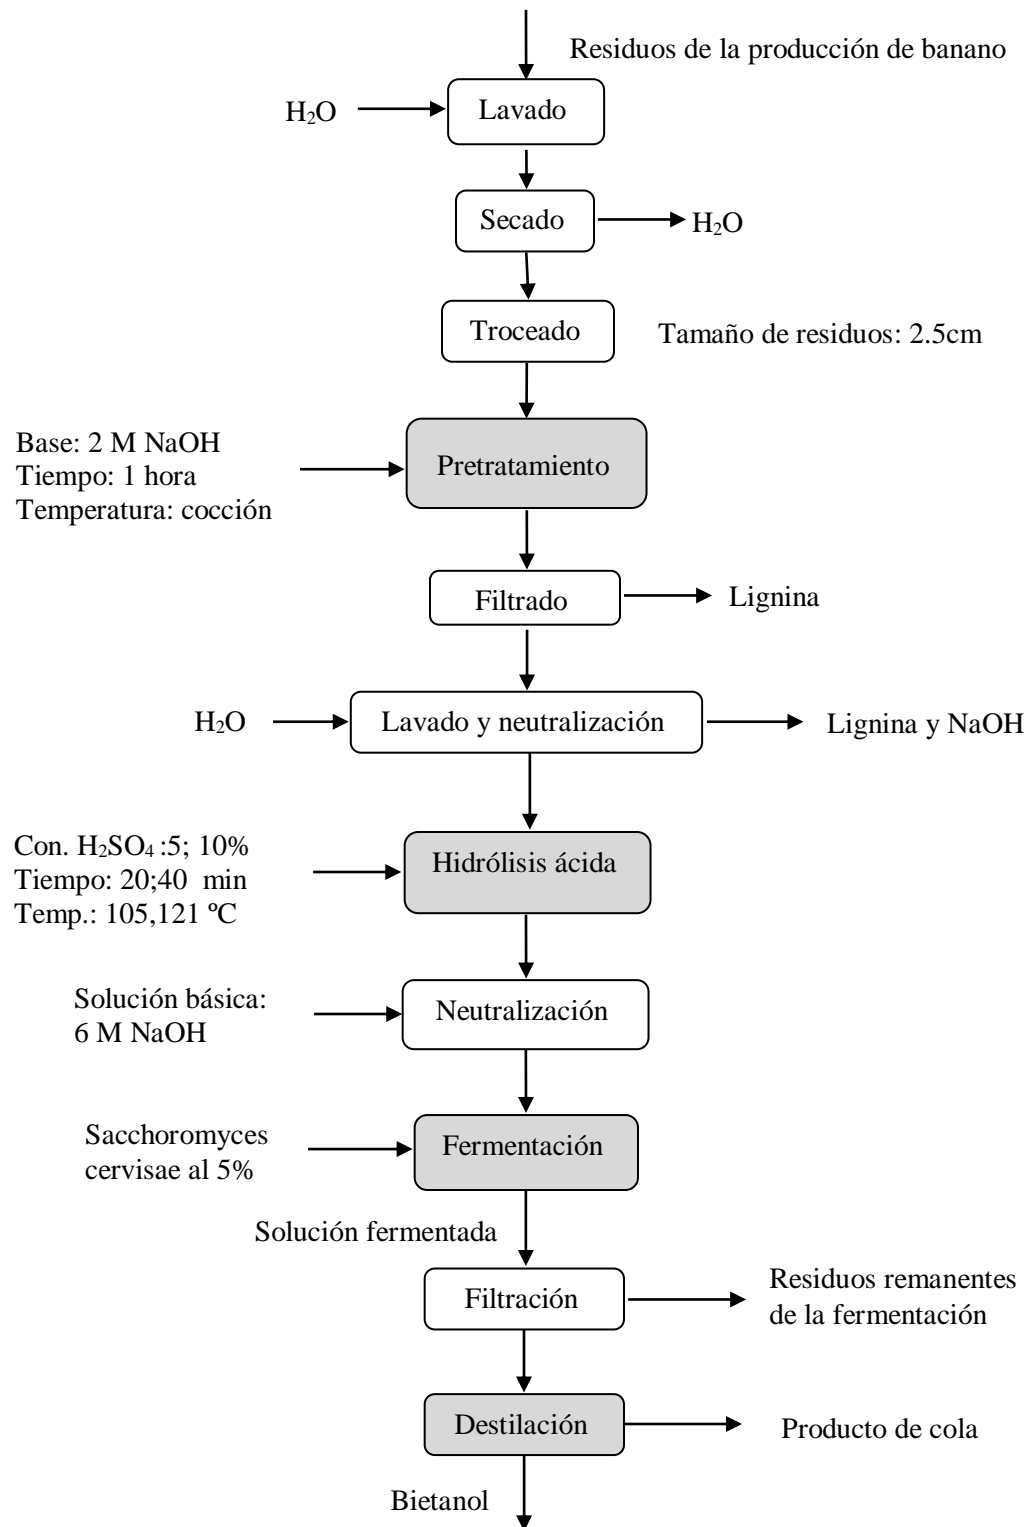 Residuos de la producción de banano
H₂O
Lavado
Secado
H₂O
Troceado
Tamaño de residuos: 2.5cm
Base: 2 M NaOH
Tiempo: 1 hora
Temperatura: cocción
Pretratamiento
Filtrado
Lignina
H₂O
Lavado y neutralización
Lignina y NaOH
Con. H₂SO₄ :5; 10%
Tiempo: 20;40  min
Temp.: 105,121 ºC
Hidrólisis ácida
Solución básica:
6 M NaOH
Neutralización
Sacchoromyces
cervisae al 5%
Fermentación
Solución fermentada
Filtración
Residuos remanentes
de la fermentación
Destilación
Producto de cola
Bietanol